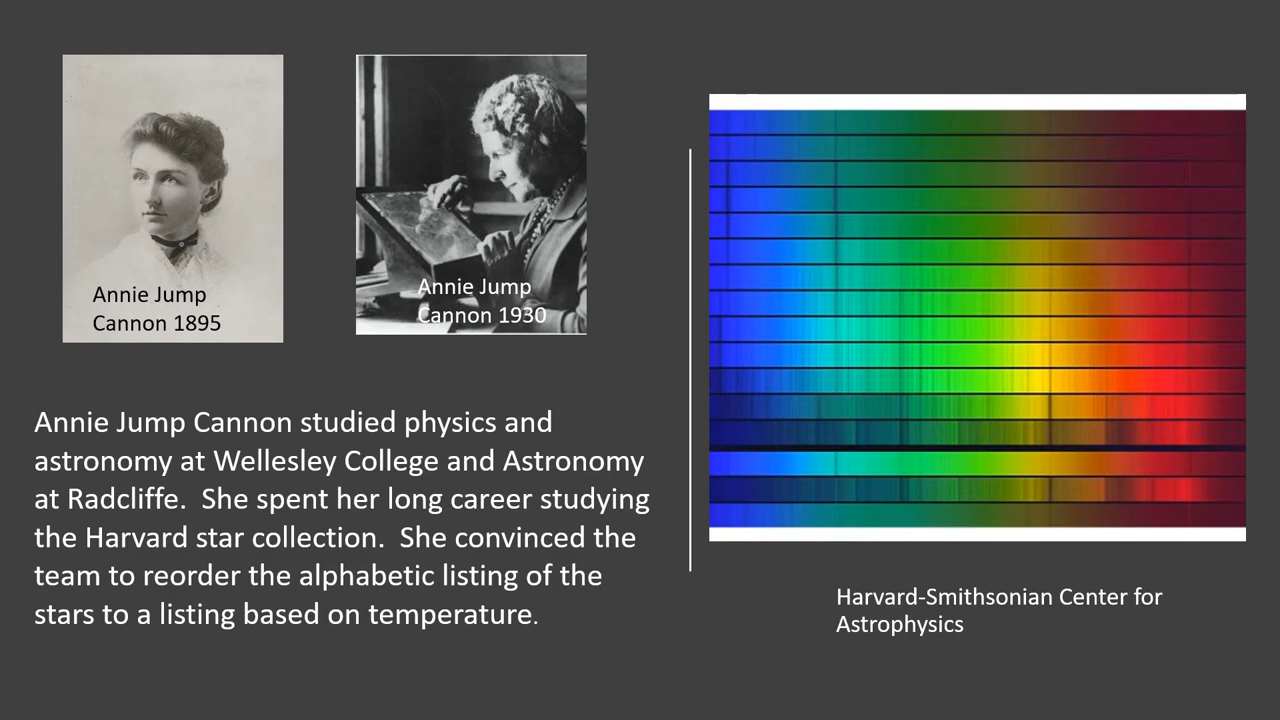 Annie Jump
Cannon 1895
Annie Jump
Cannon 1930
Annie Jump Cannon studied physics and
astronomy at Wellesley College and Astronomy
at Radcliffe.  She spent her long career studying
the Harvard star collection.  She convinced the
team to reorder the alphabetic listing of the
stars to a listing based on temperature.
Harvard-Smithsonian Center for
Astrophysics